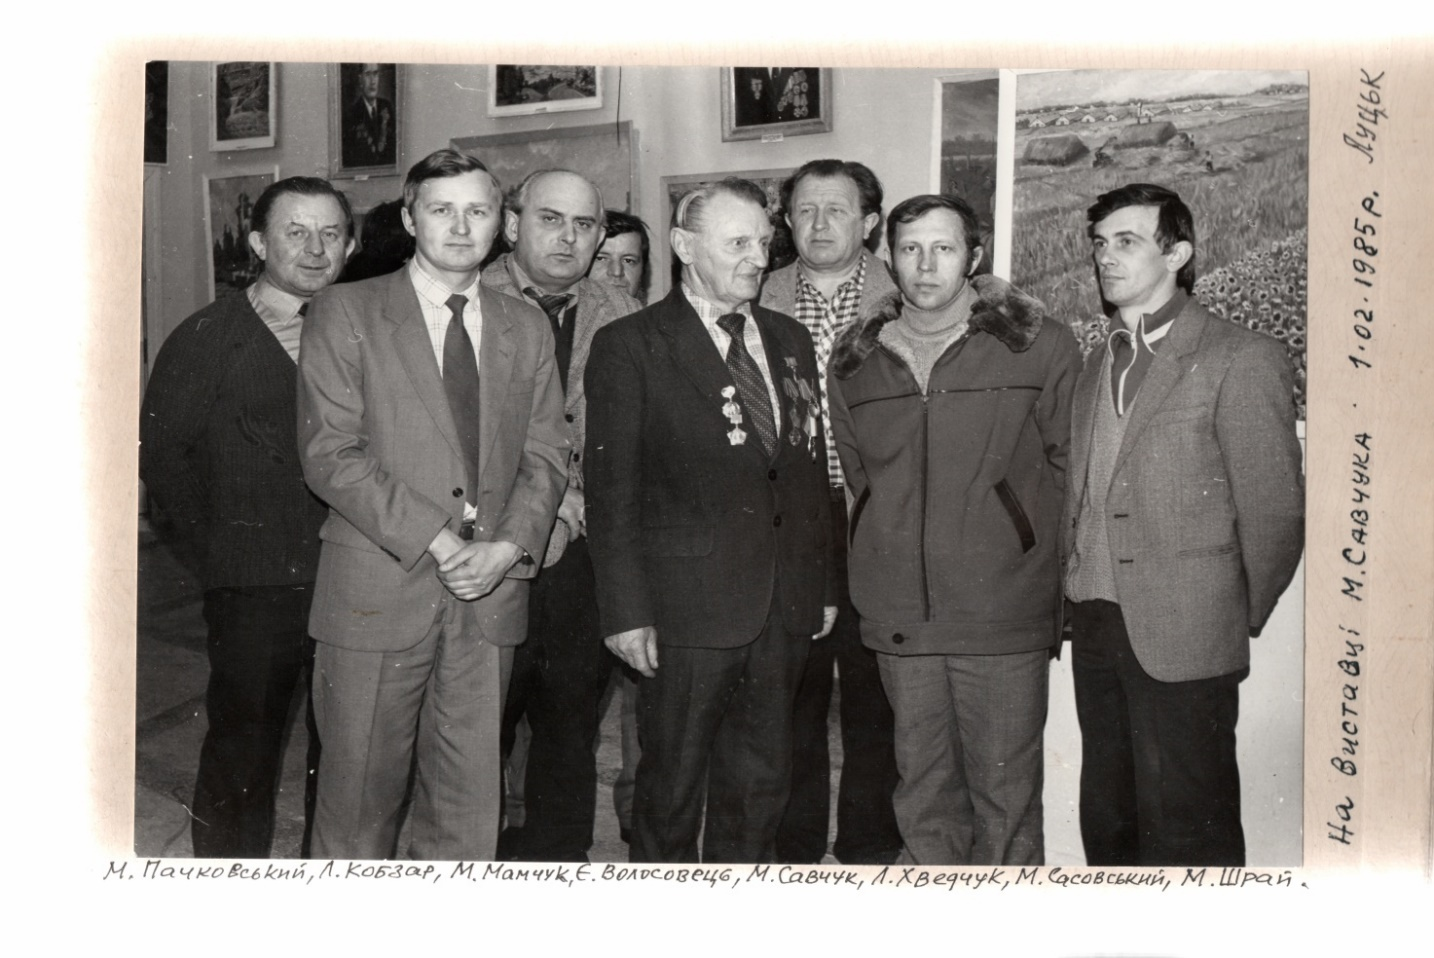 На виставці М.Савчука. 1.02.1985р. Луцьк
М. Пачковський, Л. Кобзар, М. Мамчук, Є. Волосовець, М. Савчук, Л. Хведчук, М. Сасовський, М. Шрай.